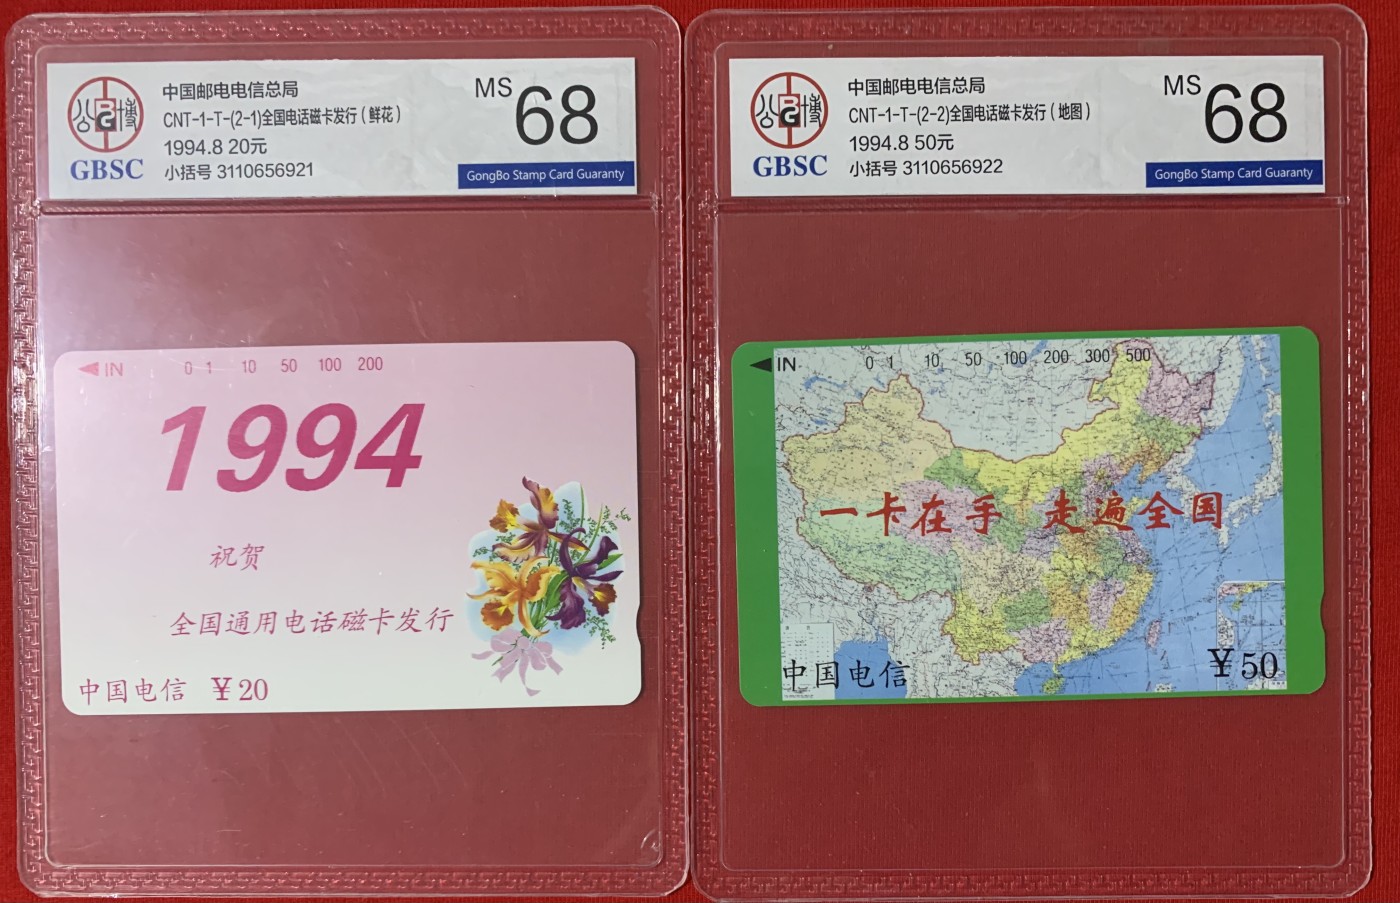 公博
GBSC
中国邮电电信总局
CNT-1-T-(2-1)全国电话磁卡发行(鲜花)
1994.8 20元
小括号 3110656921
MS 68
GongBo Stamp Card Guaranty
◀IN 0 1 10 50 100 200
1994
祝贺
全国通用电话磁卡发行
中国电信 ￥20
公博
GBSC
中国邮电电信总局
CNT-1-T-(2-2)全国电话磁卡发行(地图)
1994.8 50元
小括号 3110656922
MS 68
GongBo Stamp Card Guaranty
◀IN 0 1 10 50 100 200 300 500
一卡在手 走遍全国
中国电信 ￥50